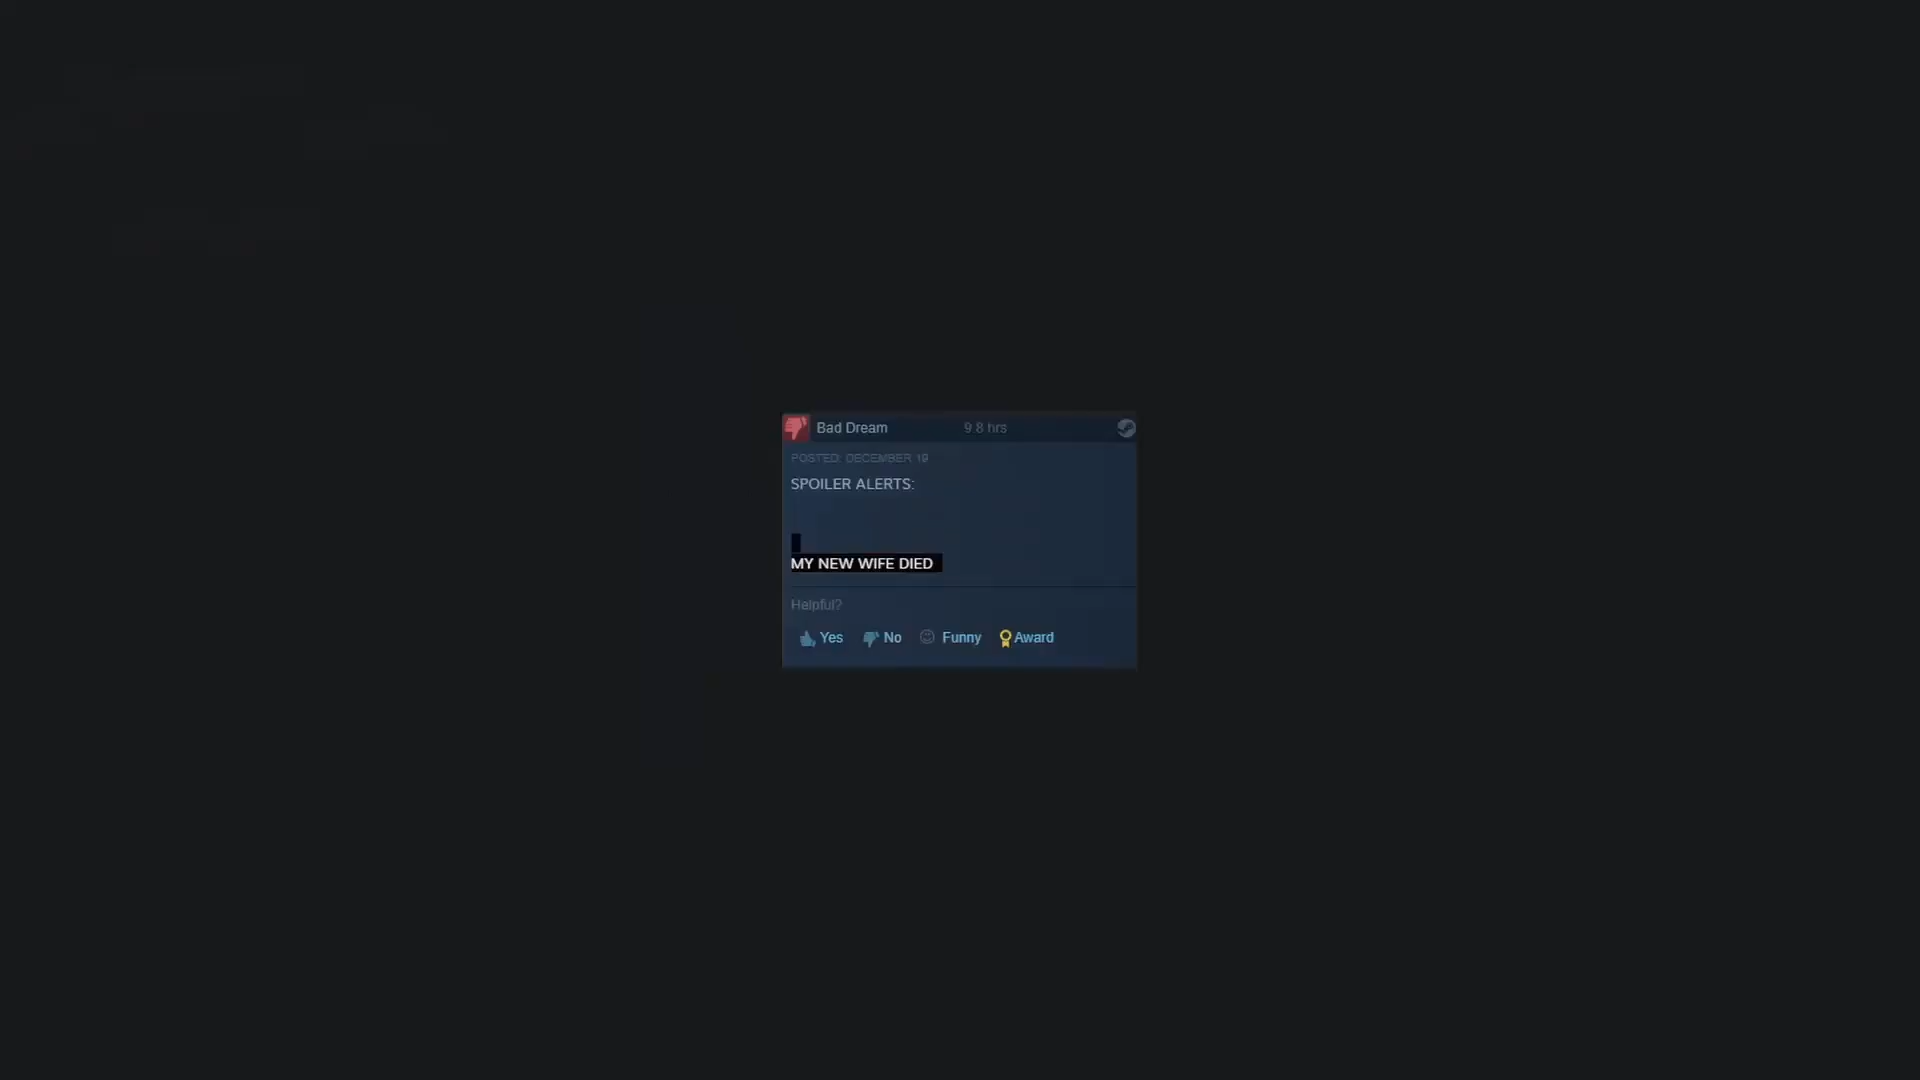 Bad Dream 9.8 hrs
POSTED: DECEMBER 19
SPOILER ALERTS:
MY NEW WIFE DIED
Helpful?
Yes No Funny Award